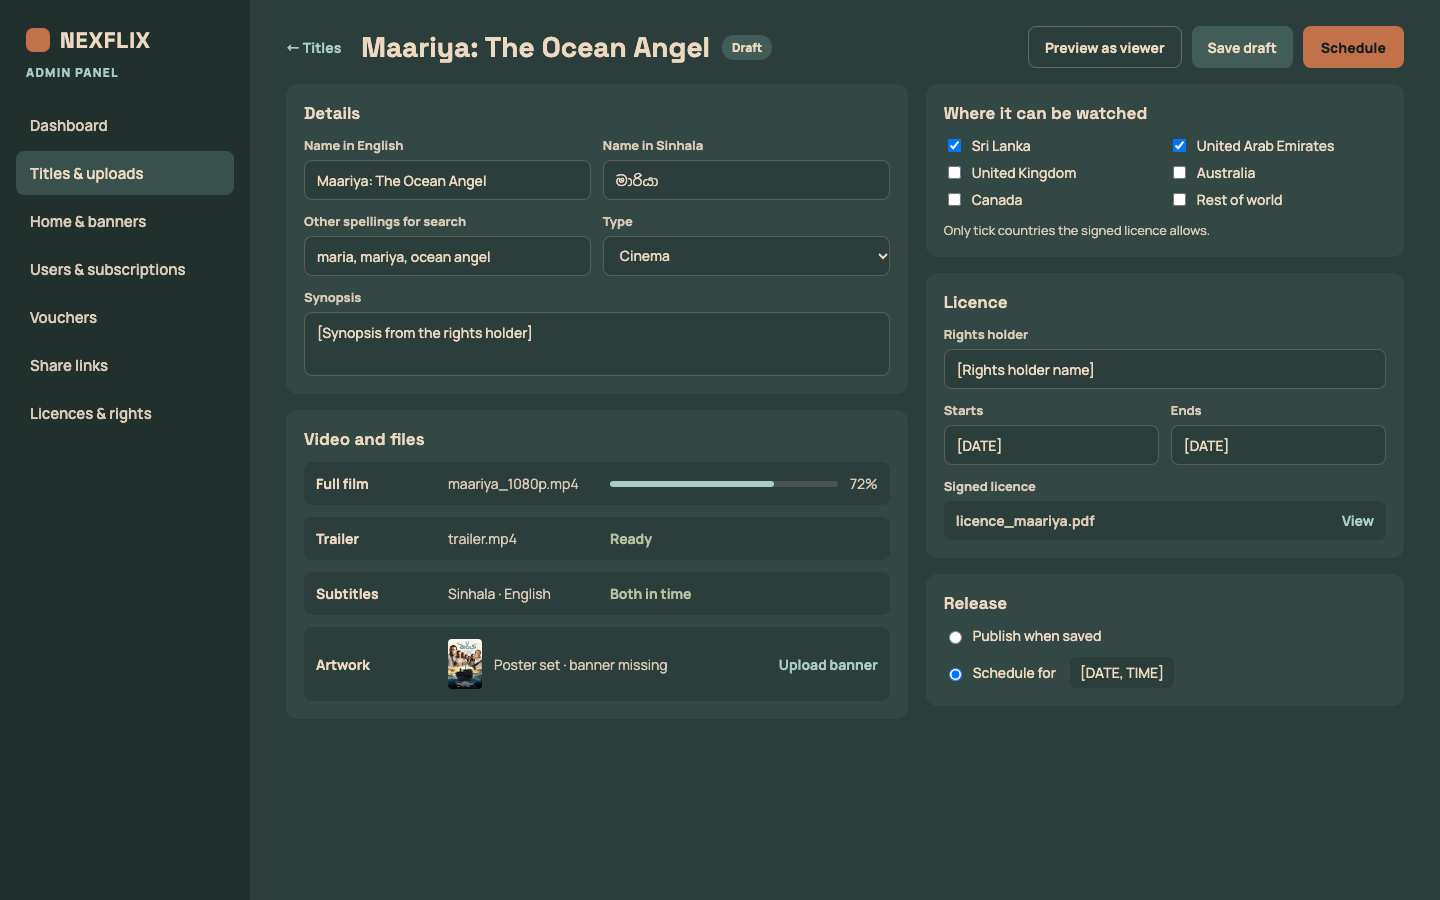 NEXFLIX
ADMIN PANEL
Dashboard
Titles & uploads
Home & banners
Users & subscriptions
Vouchers
Share links
Licences & rights
← Titles
Maariya: The Ocean Angel
Draft
Preview as viewer
Save draft
Schedule
Details
Name in English
Name in Sinhala
Maariya: The Ocean Angel
මාරියා
Other spellings for search
Type
maria, mariya, ocean angel
Cinema
Synopsis
[Synopsis from the rights holder]
Video and files
Full film
maariya_1080p.mp4
72%
Trailer
trailer.mp4
Ready
Subtitles
Sinhala · English
Both in time
Artwork
Poster set · banner missing
Upload banner
Where it can be watched
Sri Lanka
United Arab Emirates
United Kingdom
Australia
Canada
Rest of world
Only tick countries the signed licence allows.
Licence
Rights holder
[Rights holder name]
Starts
Ends
[DATE]
[DATE]
Signed licence
licence_maariya.pdf
View
Release
Publish when saved
Schedule for
[DATE, TIME]